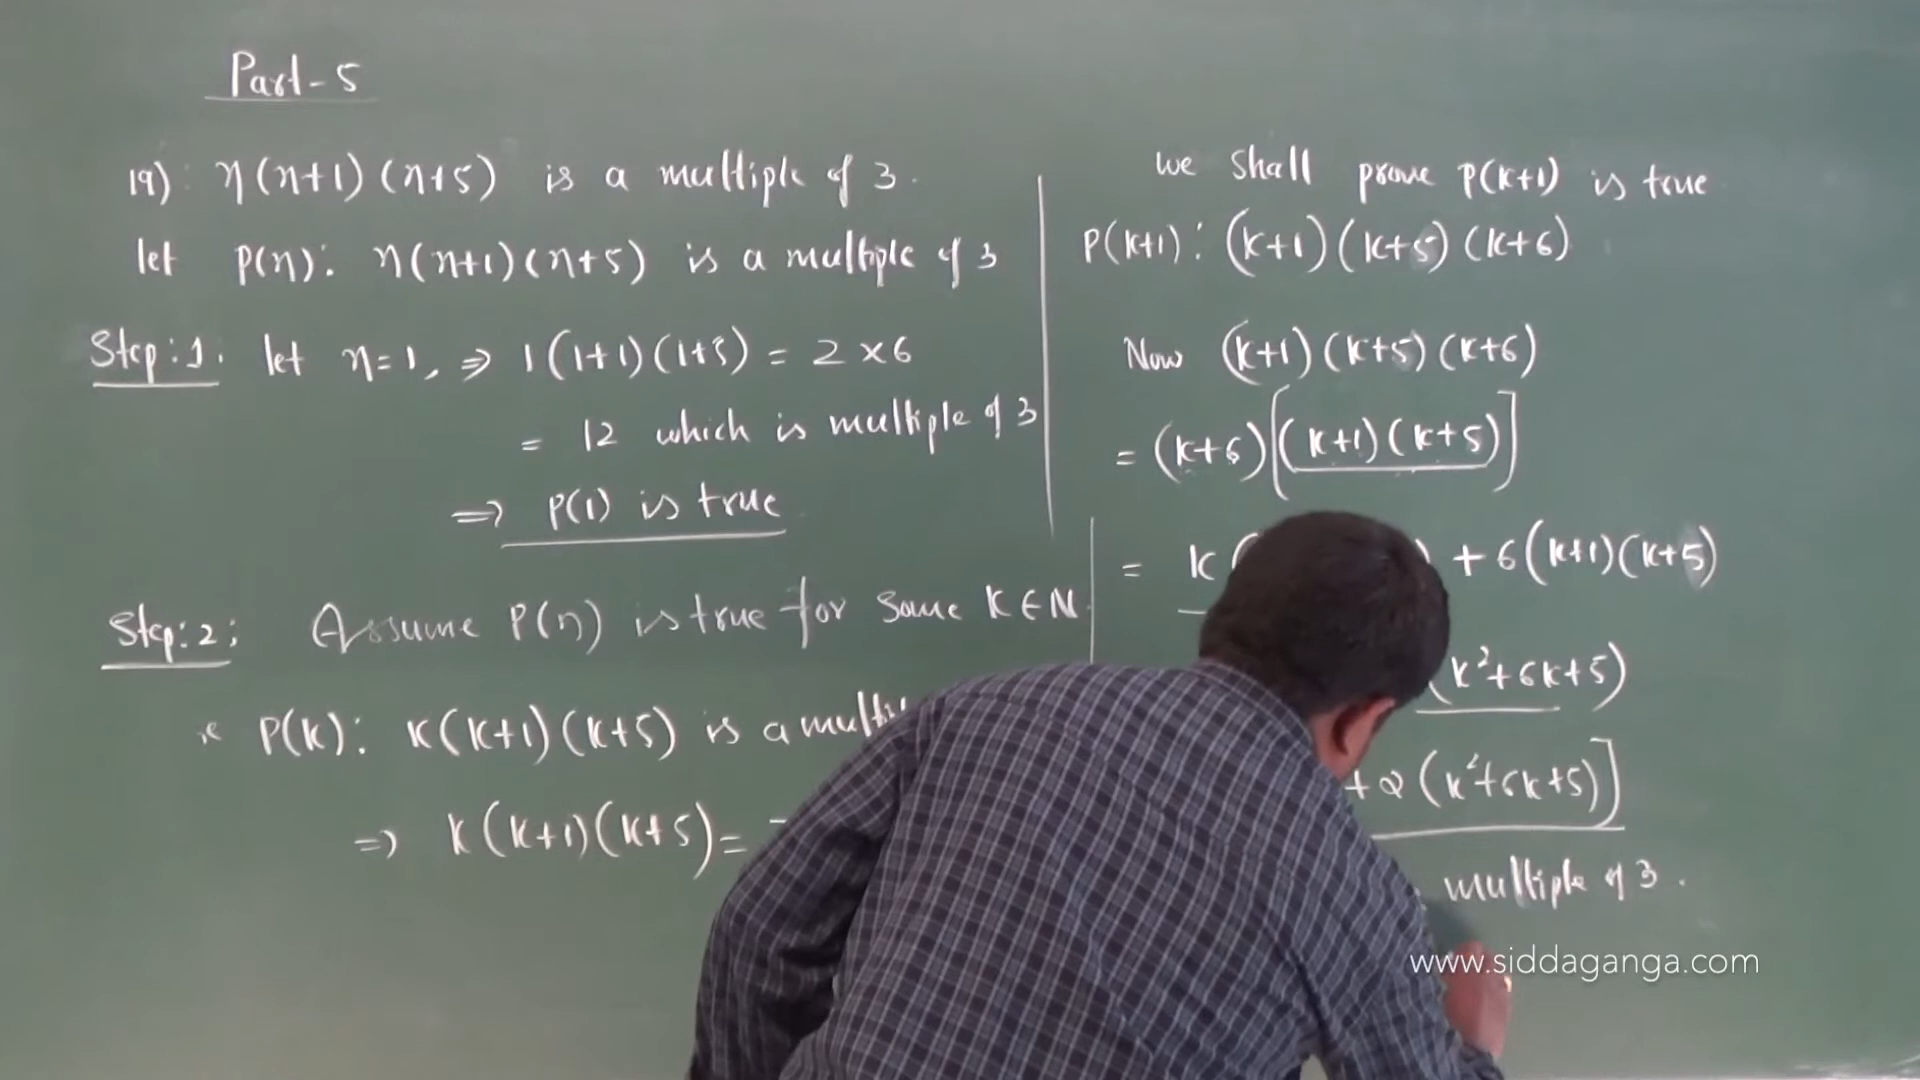 Part-5
19): n(n+1)(n+5) is a multiple of 3.
let P(n): n(n+1)(n+5) is a multiple of 3
Step:1. let n=1, ⇒ 1(1+1)(1+5) = 2×6
= 12 which is multiple of 3
⇒ P(1) is true
Step:2: Assume P(n) is true for some K∈N
P(k): k(k+1)(k+5) is a
⇒ k(k+1)(k+5)=
we shall prove P(k+1) is true
P(k+1): (k+1)(k+5)(k+6)
Now (k+1)(k+5)(k+6)
= (k+6)[(k+1)(k+5)]
= k( ) + 6(k+1)(k+5)
(k²+6k+5)
+ 2(k²+6k+5)]
multiple of 3.
www.siddaganga.com